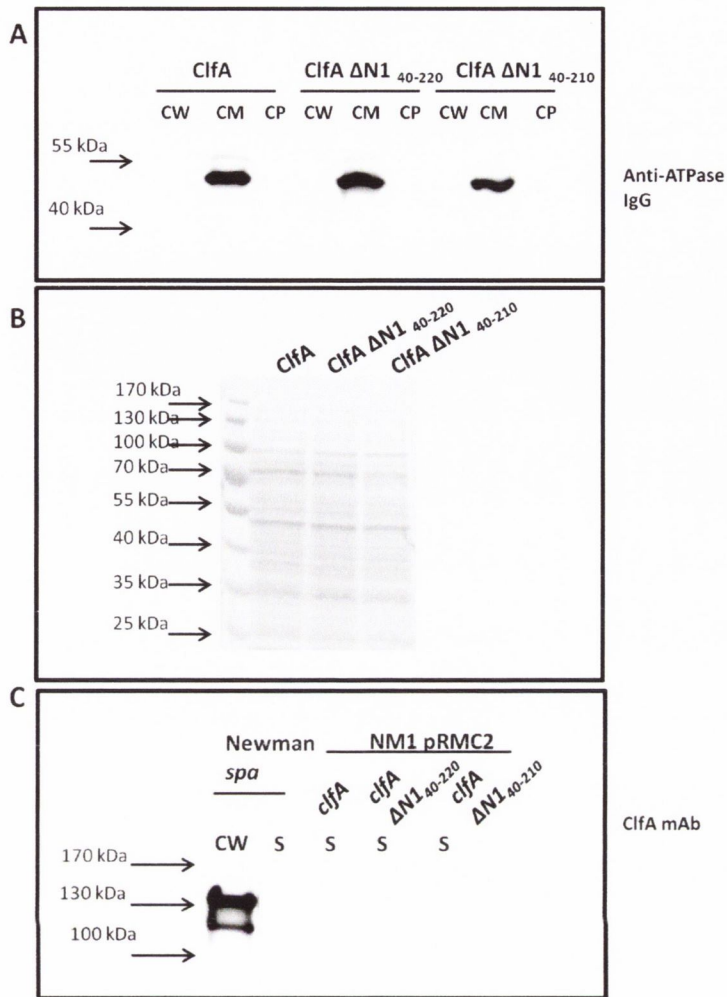 A
ClfA ClfA ΔN1 40-220 ClfA ΔN1 40-210
CW CM CP CW CM CP CW CM CP
55 kDa
40 kDa
Anti-ATPase
IgG
B
ClfA ClfA ΔN1 40-220 ClfA ΔN1 40-210
170 kDa
130 kDa
100 kDa
70 kDa
55 kDa
40 kDa
35 kDa
25 kDa
C
Newman NM1 pRMC2
spa
clfA clfA ΔN1 40-220 clfA ΔN1 40-210
CW S S S S
ClfA mAb
170 kDa
130 kDa
100 kDa